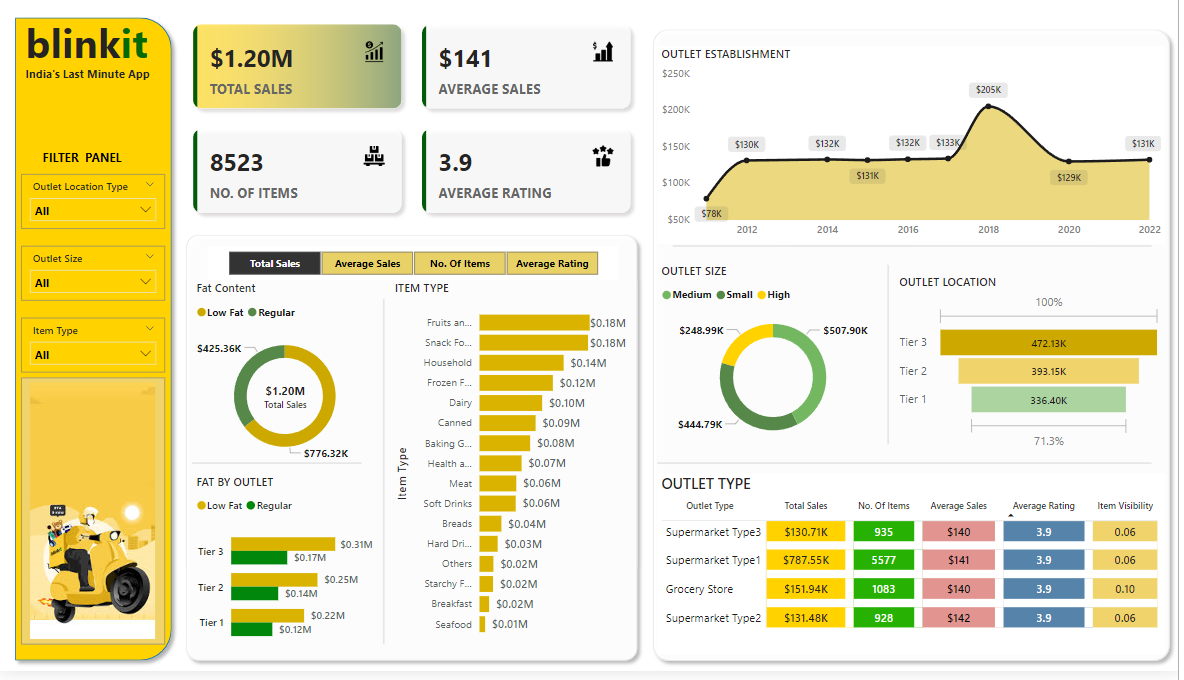 blinkit
India's Last Minute App
FILTER PANEL
Outlet Location Type
All
Outlet Size
All
Item Type
All
$1.20M
TOTAL SALES
$141
AVERAGE SALES
8523
NO. OF ITEMS
3.9
AVERAGE RATING
Total Sales Average Sales No. Of Items Average Rating
Fat Content
Low Fat Regular
$425.36K
$1.20M
Total Sales
$776.32K
FAT BY OUTLET
Low Fat Regular
Tier 3 $0.31M
$0.17M
Tier 2 $0.25M
$0.14M
Tier 1 $0.22M
$0.12M
ITEM TYPE
Item Type
Fruits an... $0.18M
Snack Fo... $0.18M
Household $0.14M
Frozen F... $0.12M
Dairy $0.10M
Canned $0.09M
Baking G... $0.08M
Health a... $0.07M
Meat $0.06M
Soft Drinks $0.06M
Breads $0.04M
Hard Dri... $0.03M
Others $0.02M
Starchy F... $0.02M
Breakfast $0.02M
Seafood $0.01M
OUTLET ESTABLISHMENT
$250K
$200K
$150K
$100K
$50K
$78K
$130K
$132K
$131K
$132K
$133K
$205K
$129K
$131K
2012 2014 2016 2018 2020 2022
OUTLET SIZE
Medium Small High
$248.99K
$507.90K
$444.79K
OUTLET LOCATION
100%
Tier 3 472.13K
Tier 2 393.15K
Tier 1 336.40K
71.3%
OUTLET TYPE
Outlet Type Total Sales No. Of Items Average Sales Average Rating Item Visibility
Supermarket Type3 $130.71K 935 $140 3.9 0.06
Supermarket Type1 $787.55K 5577 $141 3.9 0.06
Grocery Store $151.94K 1083 $140 3.9 0.10
Supermarket Type2 $131.48K 928 $142 3.9 0.06